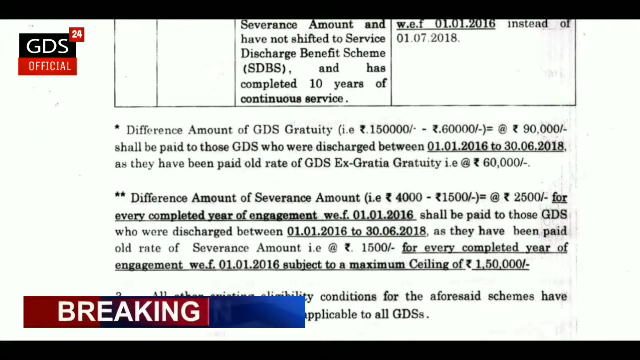 GDS 24
OFFICIAL
Severance Amount and
have not shifted to Service
Discharge Benefit Scheme
(SDBS), and has
completed 10 years of
continuous service.
w.e.f 01.01.2016 instead of
01.07.2018.
* Difference Amount of GDS Gratuity (i.e ₹.150000/- - ₹.60000/-)= @ ₹ 90,000/-
shall be paid to those GDS who were discharged between 01.01.2016 to 30.06.2018,
as they have been paid old rate of GDS Ex-Gratia Gratuity i.e @ ₹ 60,000/-.
** Difference Amount of Severance Amount (i.e ₹ 4000 - ₹1500/-)= @ ₹ 2500/- for
every completed year of engagement we.f. 01.01.2016 shall be paid to those GDS
who were discharged between 01.01.2016 to 30.06.2018, as they have been paid
old rate of Severance Amount i.e @ ₹. 1500/- for every completed year of
engagement we.f. 01.01.2016 subject to a maximum Ceiling of ₹ 1,50,000/-
All other existing eligibility conditions for the aforesaid schemes have
applicable to all GDSs.
BREAKING